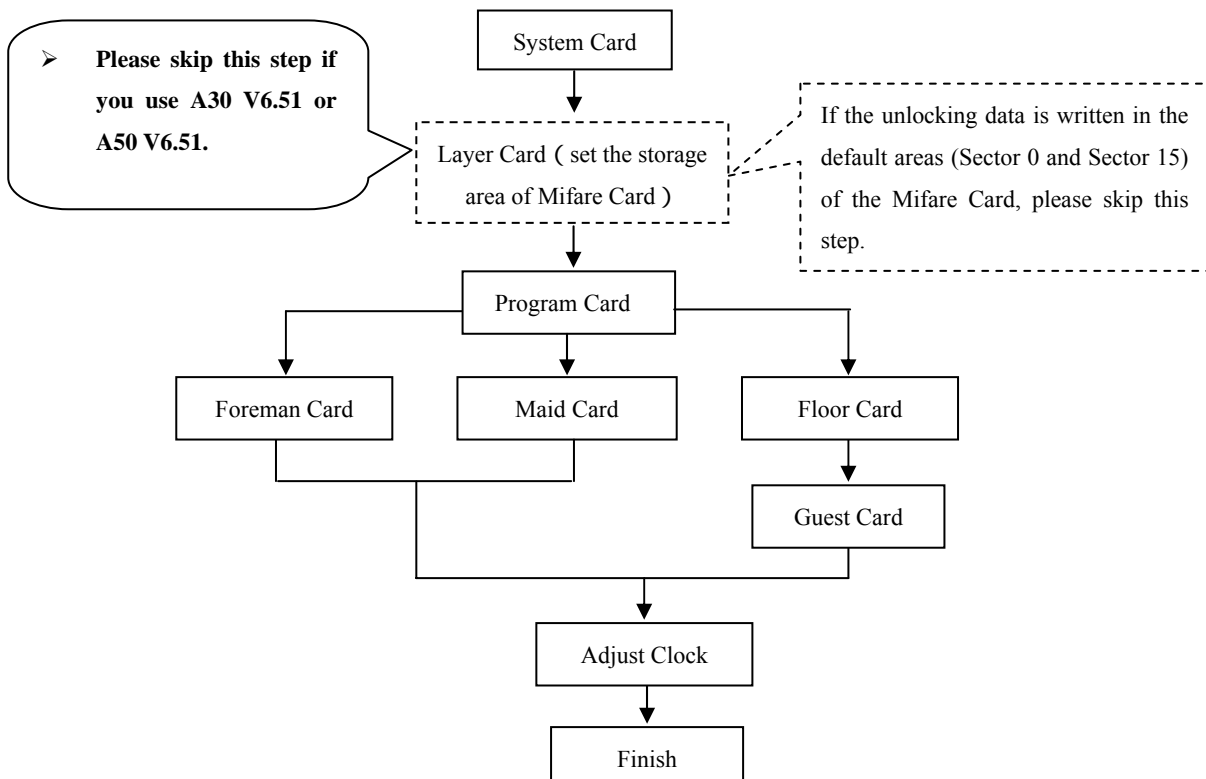 System Card
➢ Please skip this step if
you use A30 V6.51 or
A50 V6.51.
If the unlocking data is written in the
default areas (Sector 0 and Sector 15)
of the Mifare Card, please skip this
step.
Layer Card（set the storage
area of Mifare Card）
Program Card
Foreman Card
Maid Card
Floor Card
Guest Card
Adjust Clock
Finish